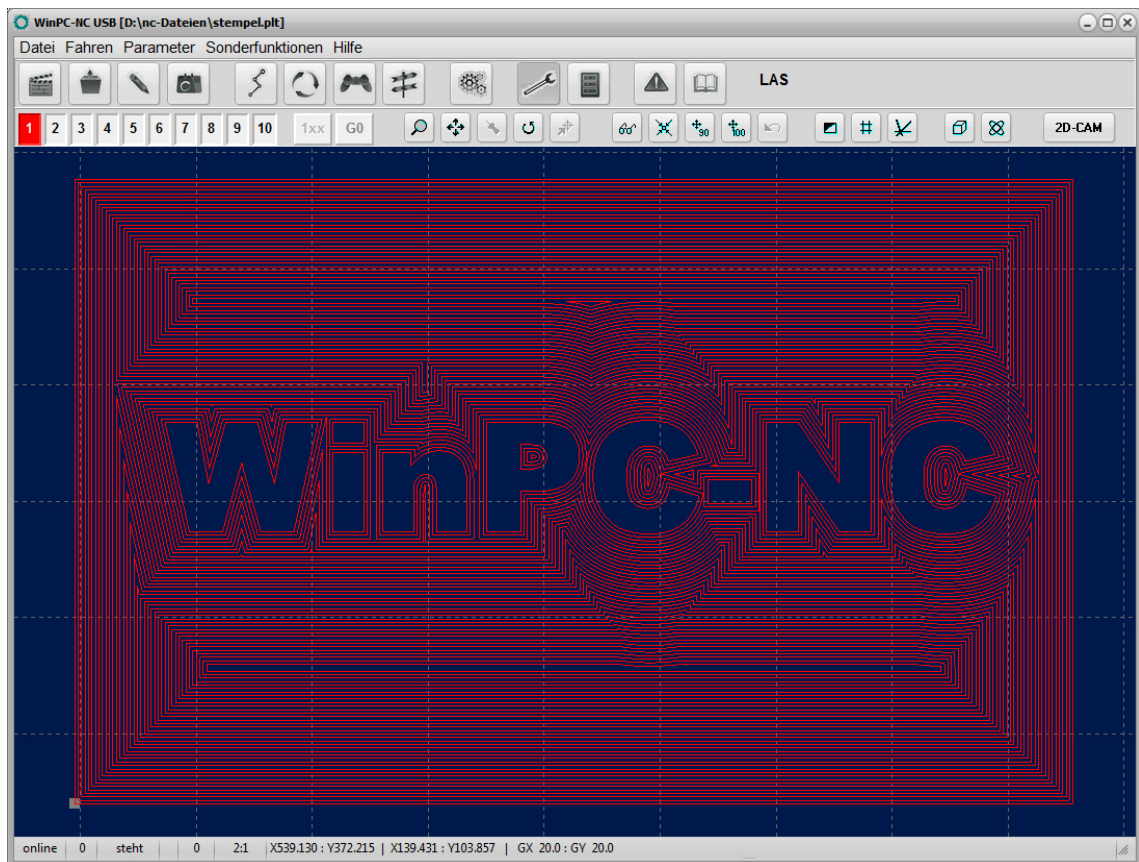 WinPC-NC USB [D:\nc-Dateien\stempel.plt]
Datei Fahren Parameter Sonderfunktionen Hilfe
LAS
1 2 3 4 5 6 7 8 9 10 1xx G0 90 100 2D-CAM
WinPC-NC
online 0 steht 0 2:1 X539.130 : Y372.215 | X139.431 : Y103.857 | GX 20.0 : GY 20.0